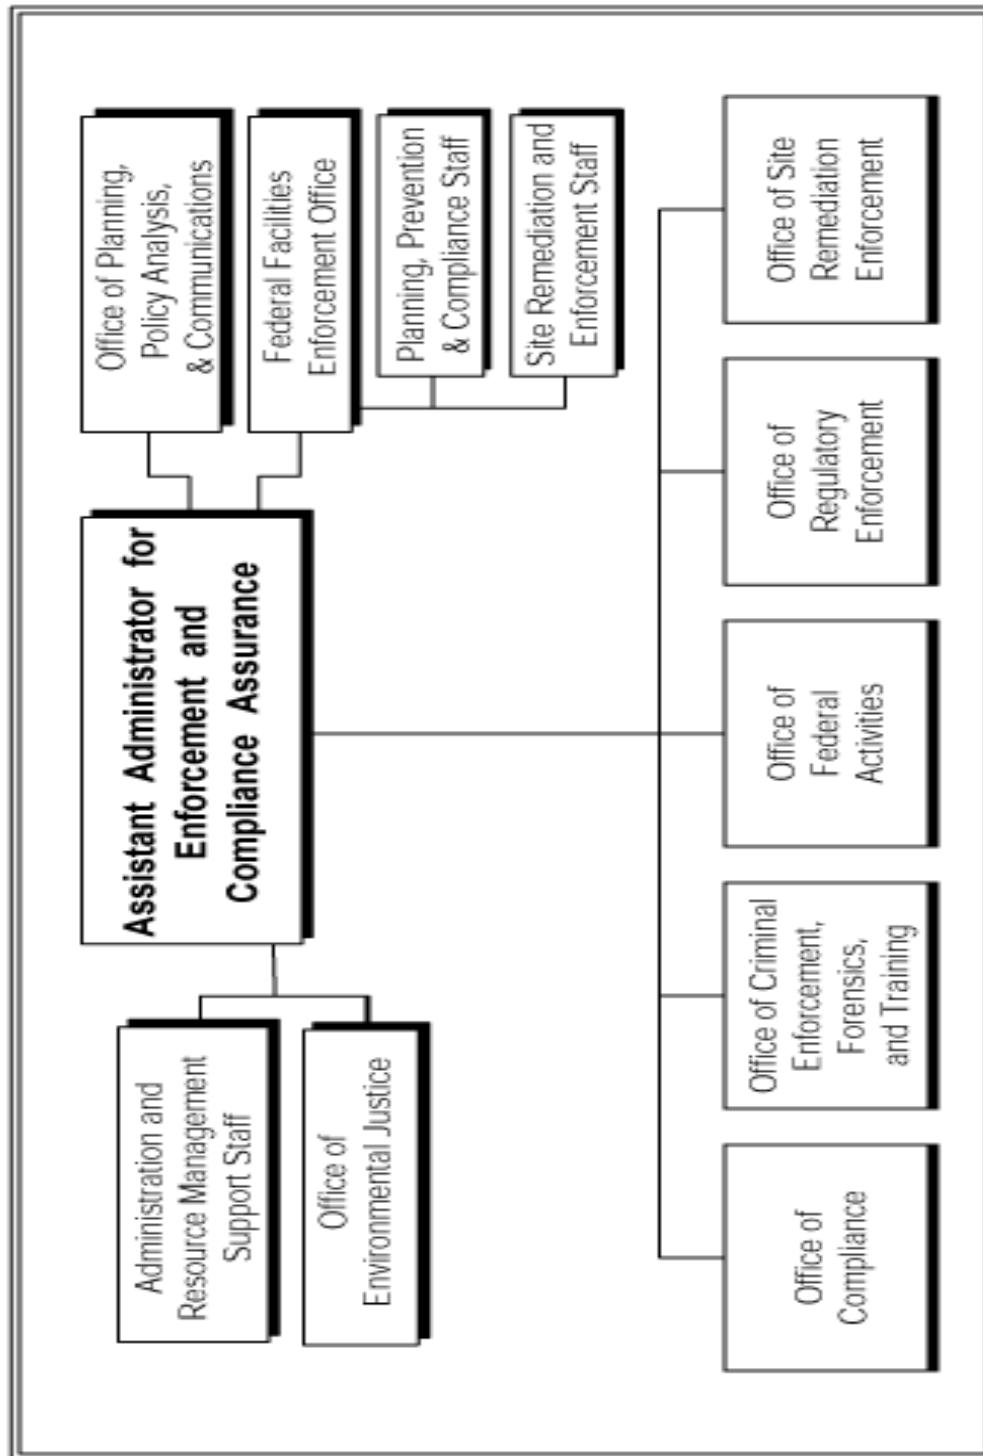 Assistant Administrator for
Enforcement and
Compliance Assurance
Administration and
Resource Management
Support Staff
Office of
Environmental Justice
Office of Planning,
Policy Analysis,
& Communications
Federal Facilities
Enforcement Office
Planning, Prevention
& Compliance Staff
Site Remediation and
Enforcement Staff
Office of
Compliance
Office of Criminal
Enforcement,
Forensics,
and Training
Office of
Federal
Activities
Office of
Regulatory
Enforcement
Office of Site
Remediation
Enforcement